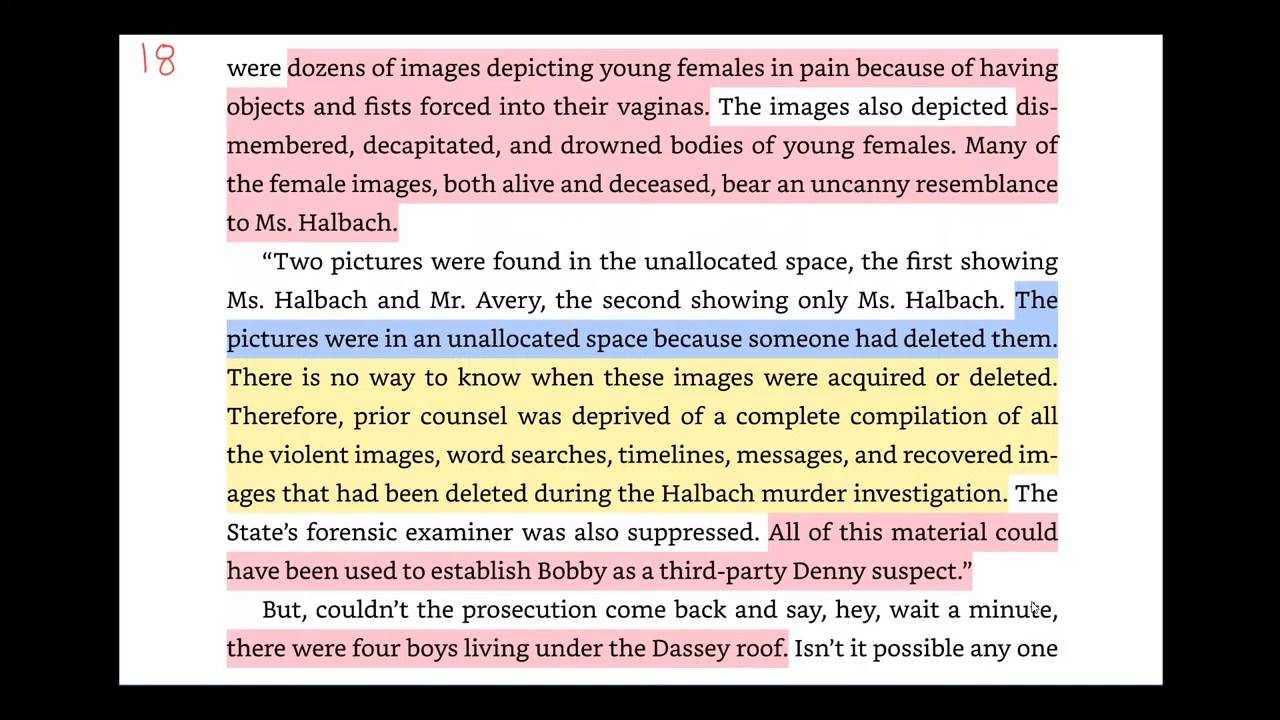 18
were dozens of images depicting young females in pain because of having
objects and fists forced into their vaginas. The images also depicted dis-
membered, decapitated, and drowned bodies of young females. Many of
the female images, both alive and deceased, bear an uncanny resemblance
to Ms. Halbach.
“Two pictures were found in the unallocated space, the first showing
Ms. Halbach and Mr. Avery, the second showing only Ms. Halbach. The
pictures were in an unallocated space because someone had deleted them.
There is no way to know when these images were acquired or deleted.
Therefore, prior counsel was deprived of a complete compilation of all
the violent images, word searches, timelines, messages, and recovered im-
ages that had been deleted during the Halbach murder investigation. The
State’s forensic examiner was also suppressed. All of this material could
have been used to establish Bobby as a third-party Denny suspect.”
But, couldn’t the prosecution come back and say, hey, wait a minute,
there were four boys living under the Dassey roof. Isn’t it possible any one